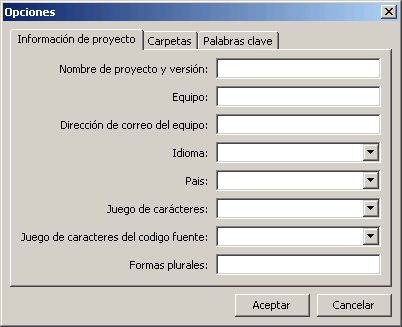 Opciones
Información de proyecto Carpetas Palabras clave
Nombre de proyecto y versión:
Equipo:
Dirección de correo del equipo:
Idioma:
Pais:
Juego de carácteres:
Juego de caracteres del codigo fuente:
Formas plurales:
Aceptar Cancelar